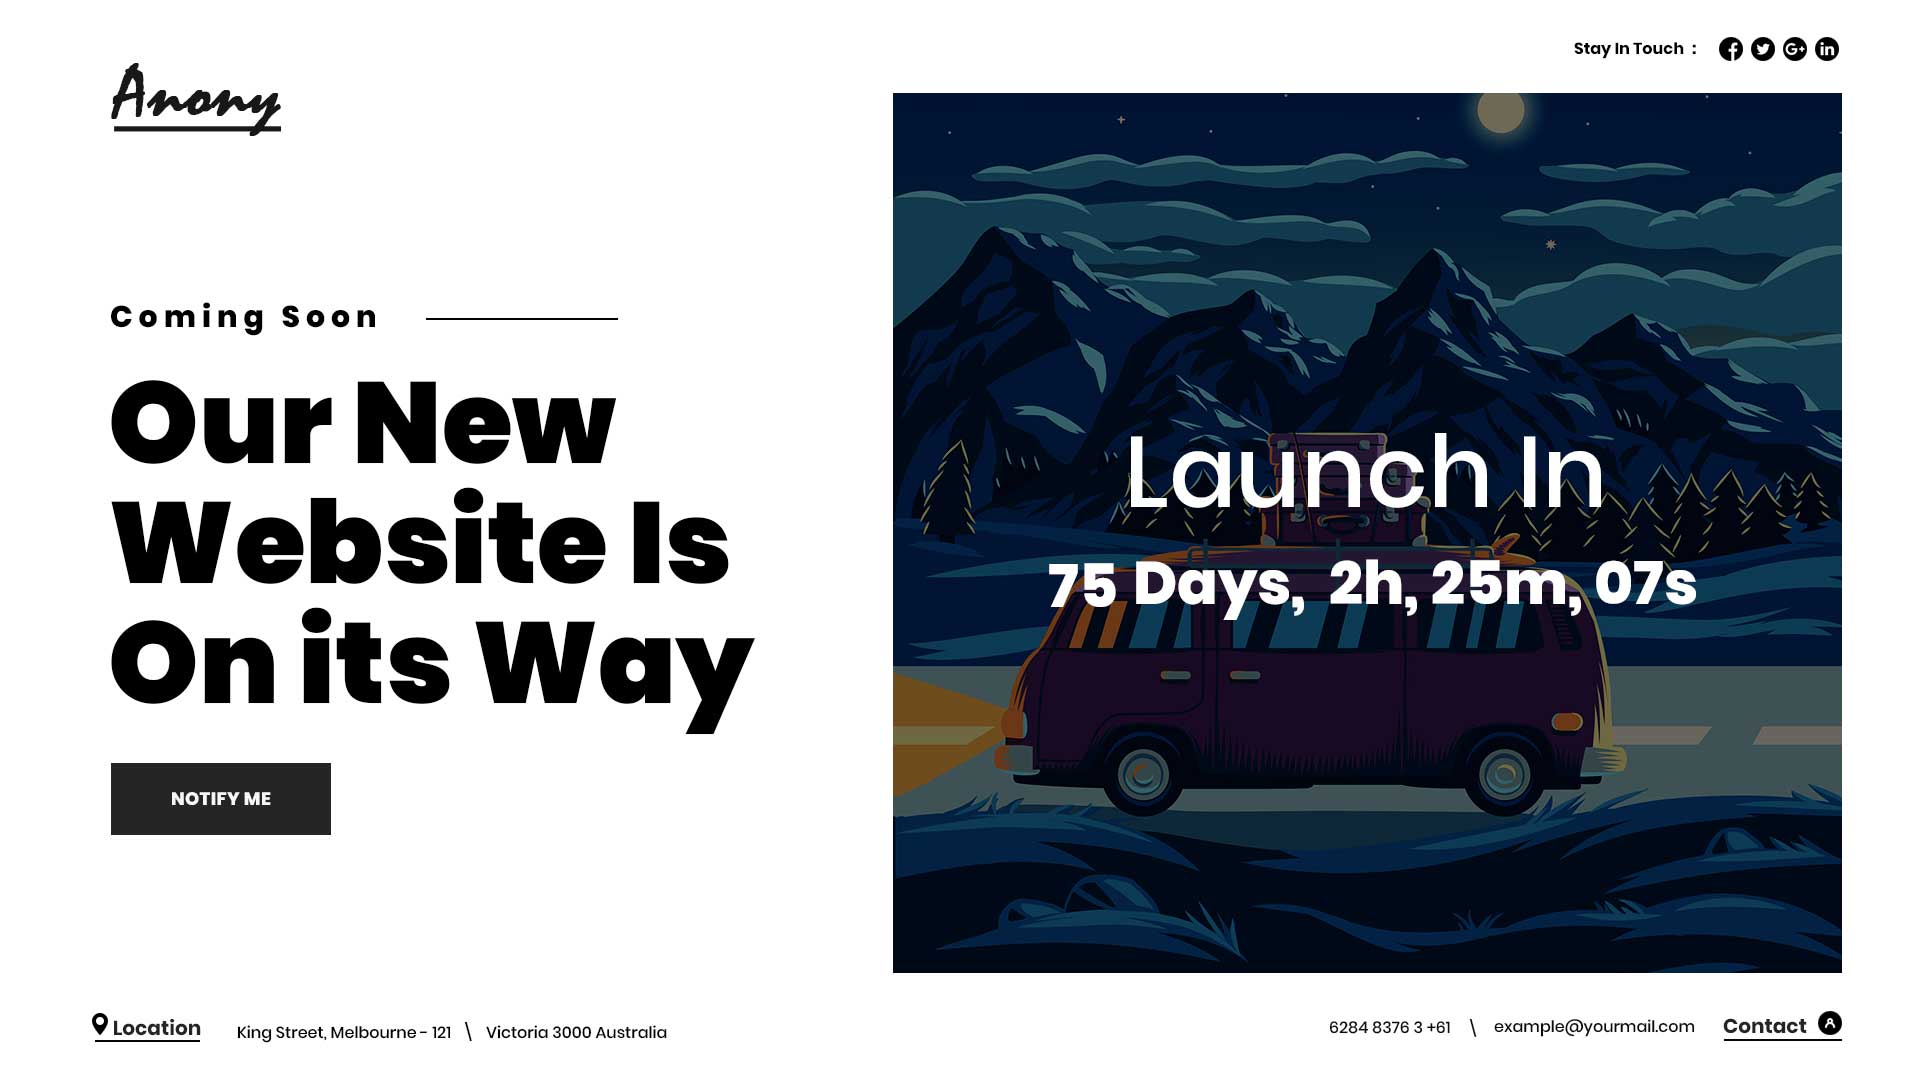 Stay In Touch :
Anony
Coming Soon
Our New
Website Is
On its Way
NOTIFY ME
Launch In
75 Days, 2h, 25m, 07s
Location
King Street, Melbourne - 121 \ Victoria 3000 Australia
6284 8376 3 +61 \ example@yourmail.com
Contact